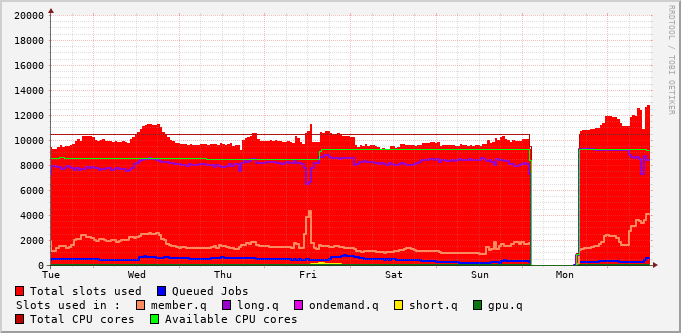 RRDTOOL / TOBI OETIKER
20000
18000
16000
14000
12000
10000
8000
6000
4000
2000
0
Tue Wed Thu Fri Sat Sun Mon
Total slots used Queued Jobs
Slots used in : member.q long.q ondemand.q short.q gpu.q
Total CPU cores Available CPU cores